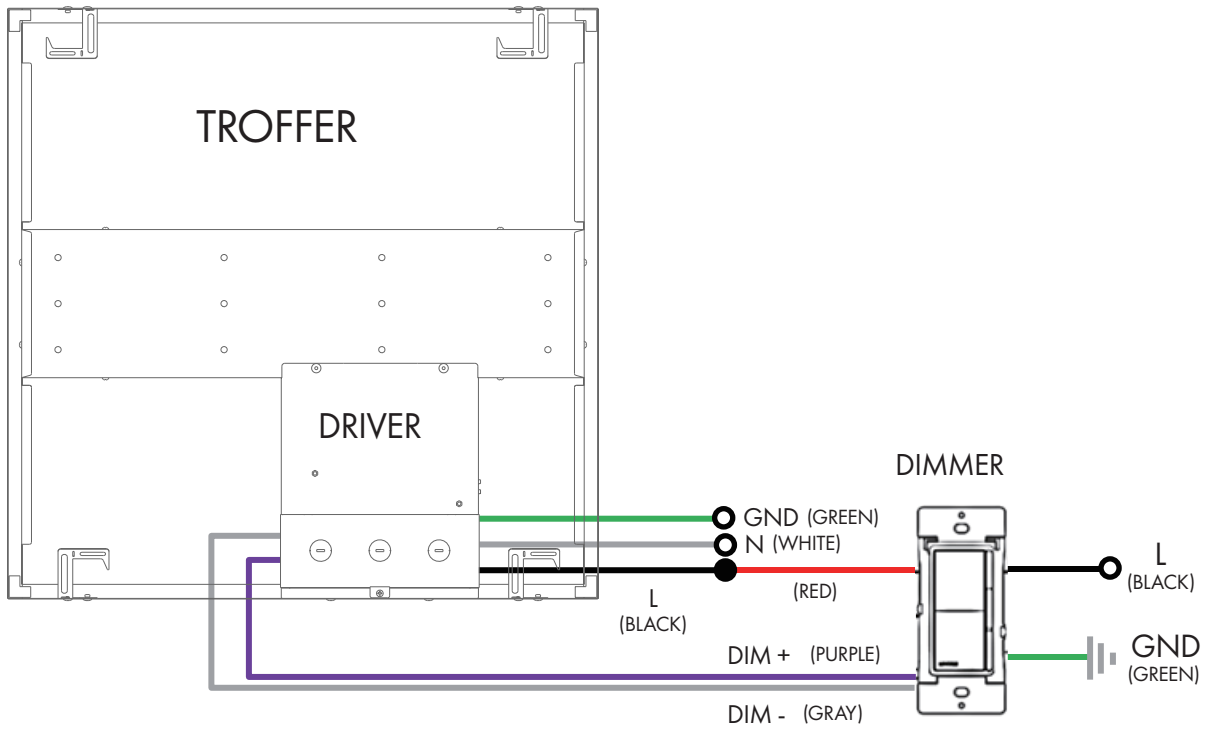 TROFFER
DRIVER
DIMMER
GND (GREEN)
N (WHITE)
L
(BLACK)
(RED)
L
(BLACK)
DIM + (PURPLE)
GND
(GREEN)
DIM - (GRAY)